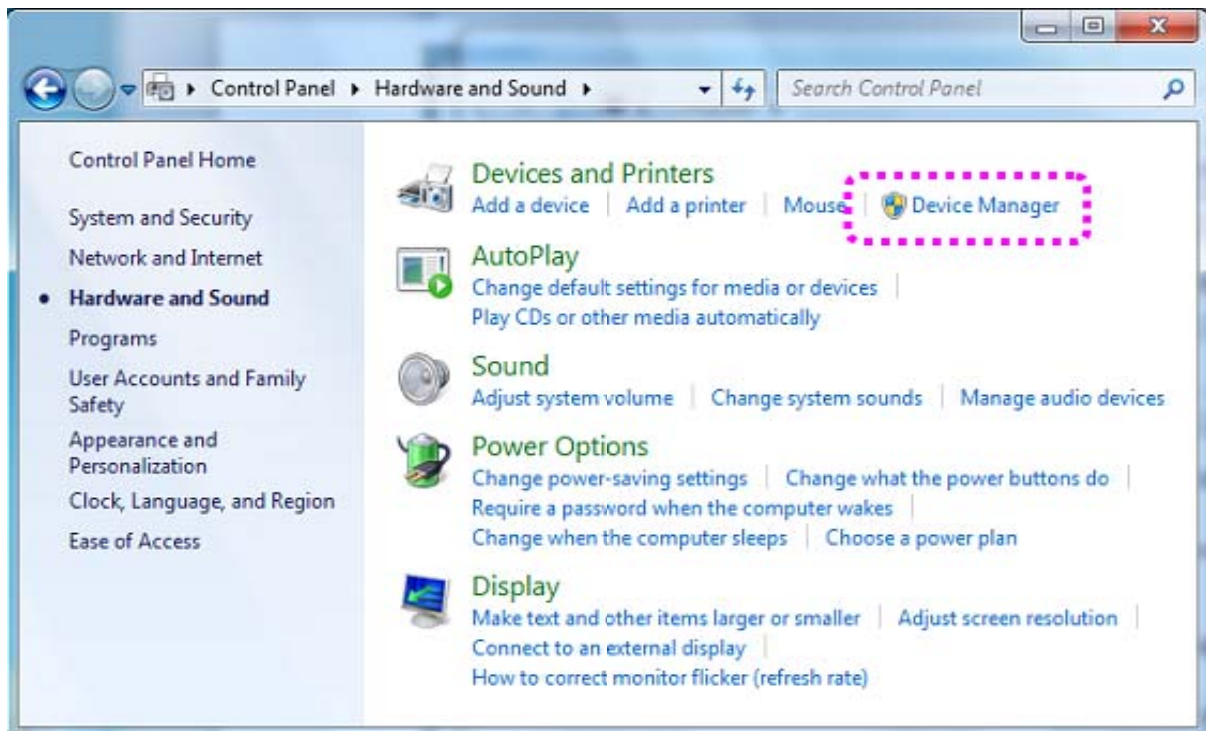 Control Panel Hardware and Sound Search Control Panel
Control Panel Home
System and Security
Network and Internet
Hardware and Sound
Programs
User Accounts and Family
Safety
Appearance and
Personalization
Clock, Language, and Region
Ease of Access
Devices and Printers
Add a device Add a printer Mouse Device Manager
AutoPlay
Change default settings for media or devices
Play CDs or other media automatically
Sound
Adjust system volume Change system sounds Manage audio devices
Power Options
Change power-saving settings Change what the power buttons do
Require a password when the computer wakes
Change when the computer sleeps Choose a power plan
Display
Make text and other items larger or smaller Adjust screen resolution
Connect to an external display
How to correct monitor flicker (refresh rate)